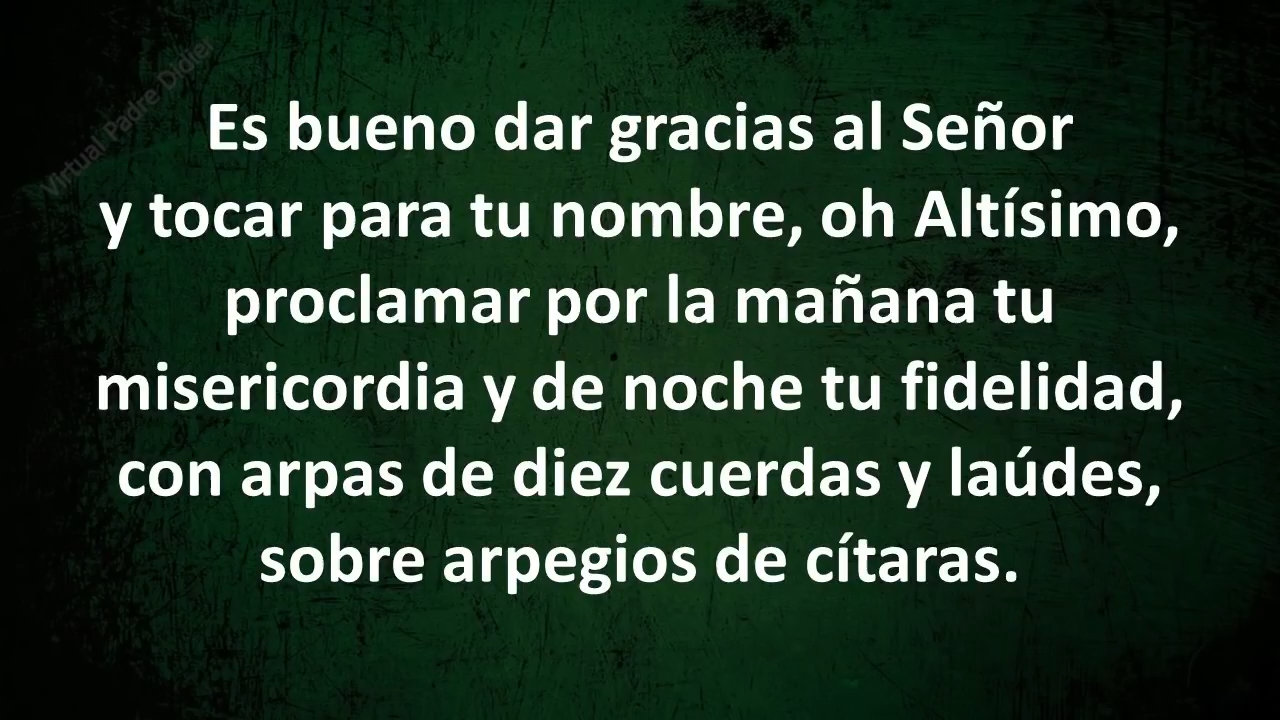 Virtual Padre Didier
Es bueno dar gracias al Señor
y tocar para tu nombre, oh Altísimo,
proclamar por la mañana tu
misericordia y de noche tu fidelidad,
con arpas de diez cuerdas y laúdes,
sobre arpegios de cítaras.